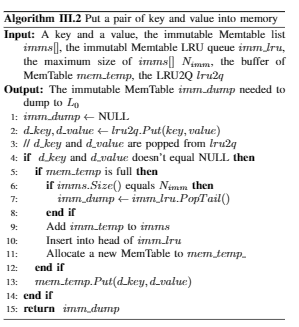 Algorithm III.2 Put a pair of key and value into memory
Input: A key and a value, the immutable Memtable list
imms[], the immutabl Memtable LRU queue imm_lru,
the maximum size of imms[] N_imm, the buffer of
MemTable mem_temp, the LRU2Q lru2q
Output: The immutable MemTable imm_dump needed to
dump to L_0
1: imm_dump ← NULL
2: d_key, d_value ← lru2q.Put(key, value)
3: // d_key and d_value are popped from lru2q
4: if d_key and d_value doesn't equal NULL then
5: if mem_temp is full then
6: if imms.Size() equals N_imm then
7: imm_dump ← imm_lru.PopTail()
8: end if
9: Add imm_temp to imms
10: Insert into head of imm_lru
11: Allocate a new MemTable to mem_temp_
12: end if
13: mem_temp.Put(d_key, d_value)
14: end if
15: return imm_dump